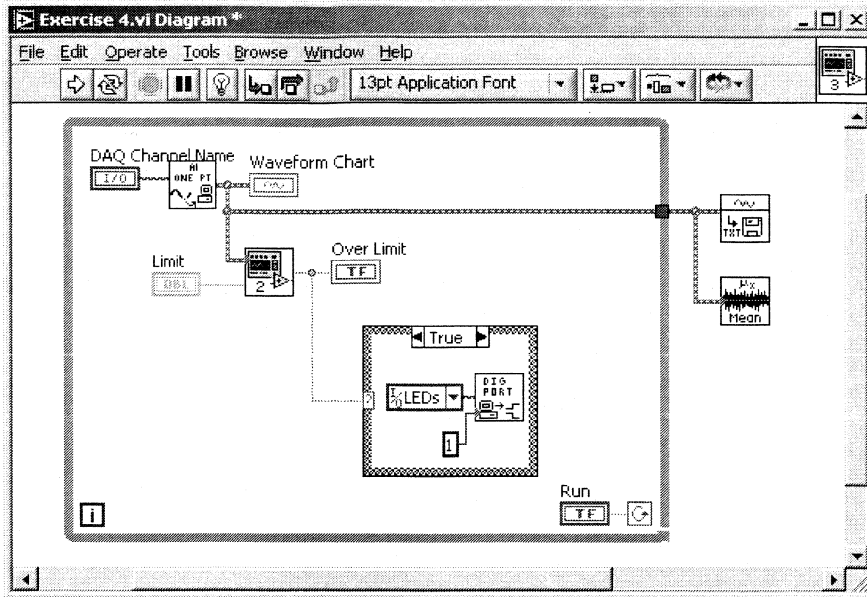 Exercise 4.vi Diagram *
File Edit Operate Tools Browse Window Help
13pt Application Font
3
DAQ Channel Name
I/O
AI
ONE PT
Waveform Chart
TXT
Limit
DBL
2
Over Limit
TF
μx
Mean
True
?
I/O LEDs
DIG
PORT
1
i
Run
TF